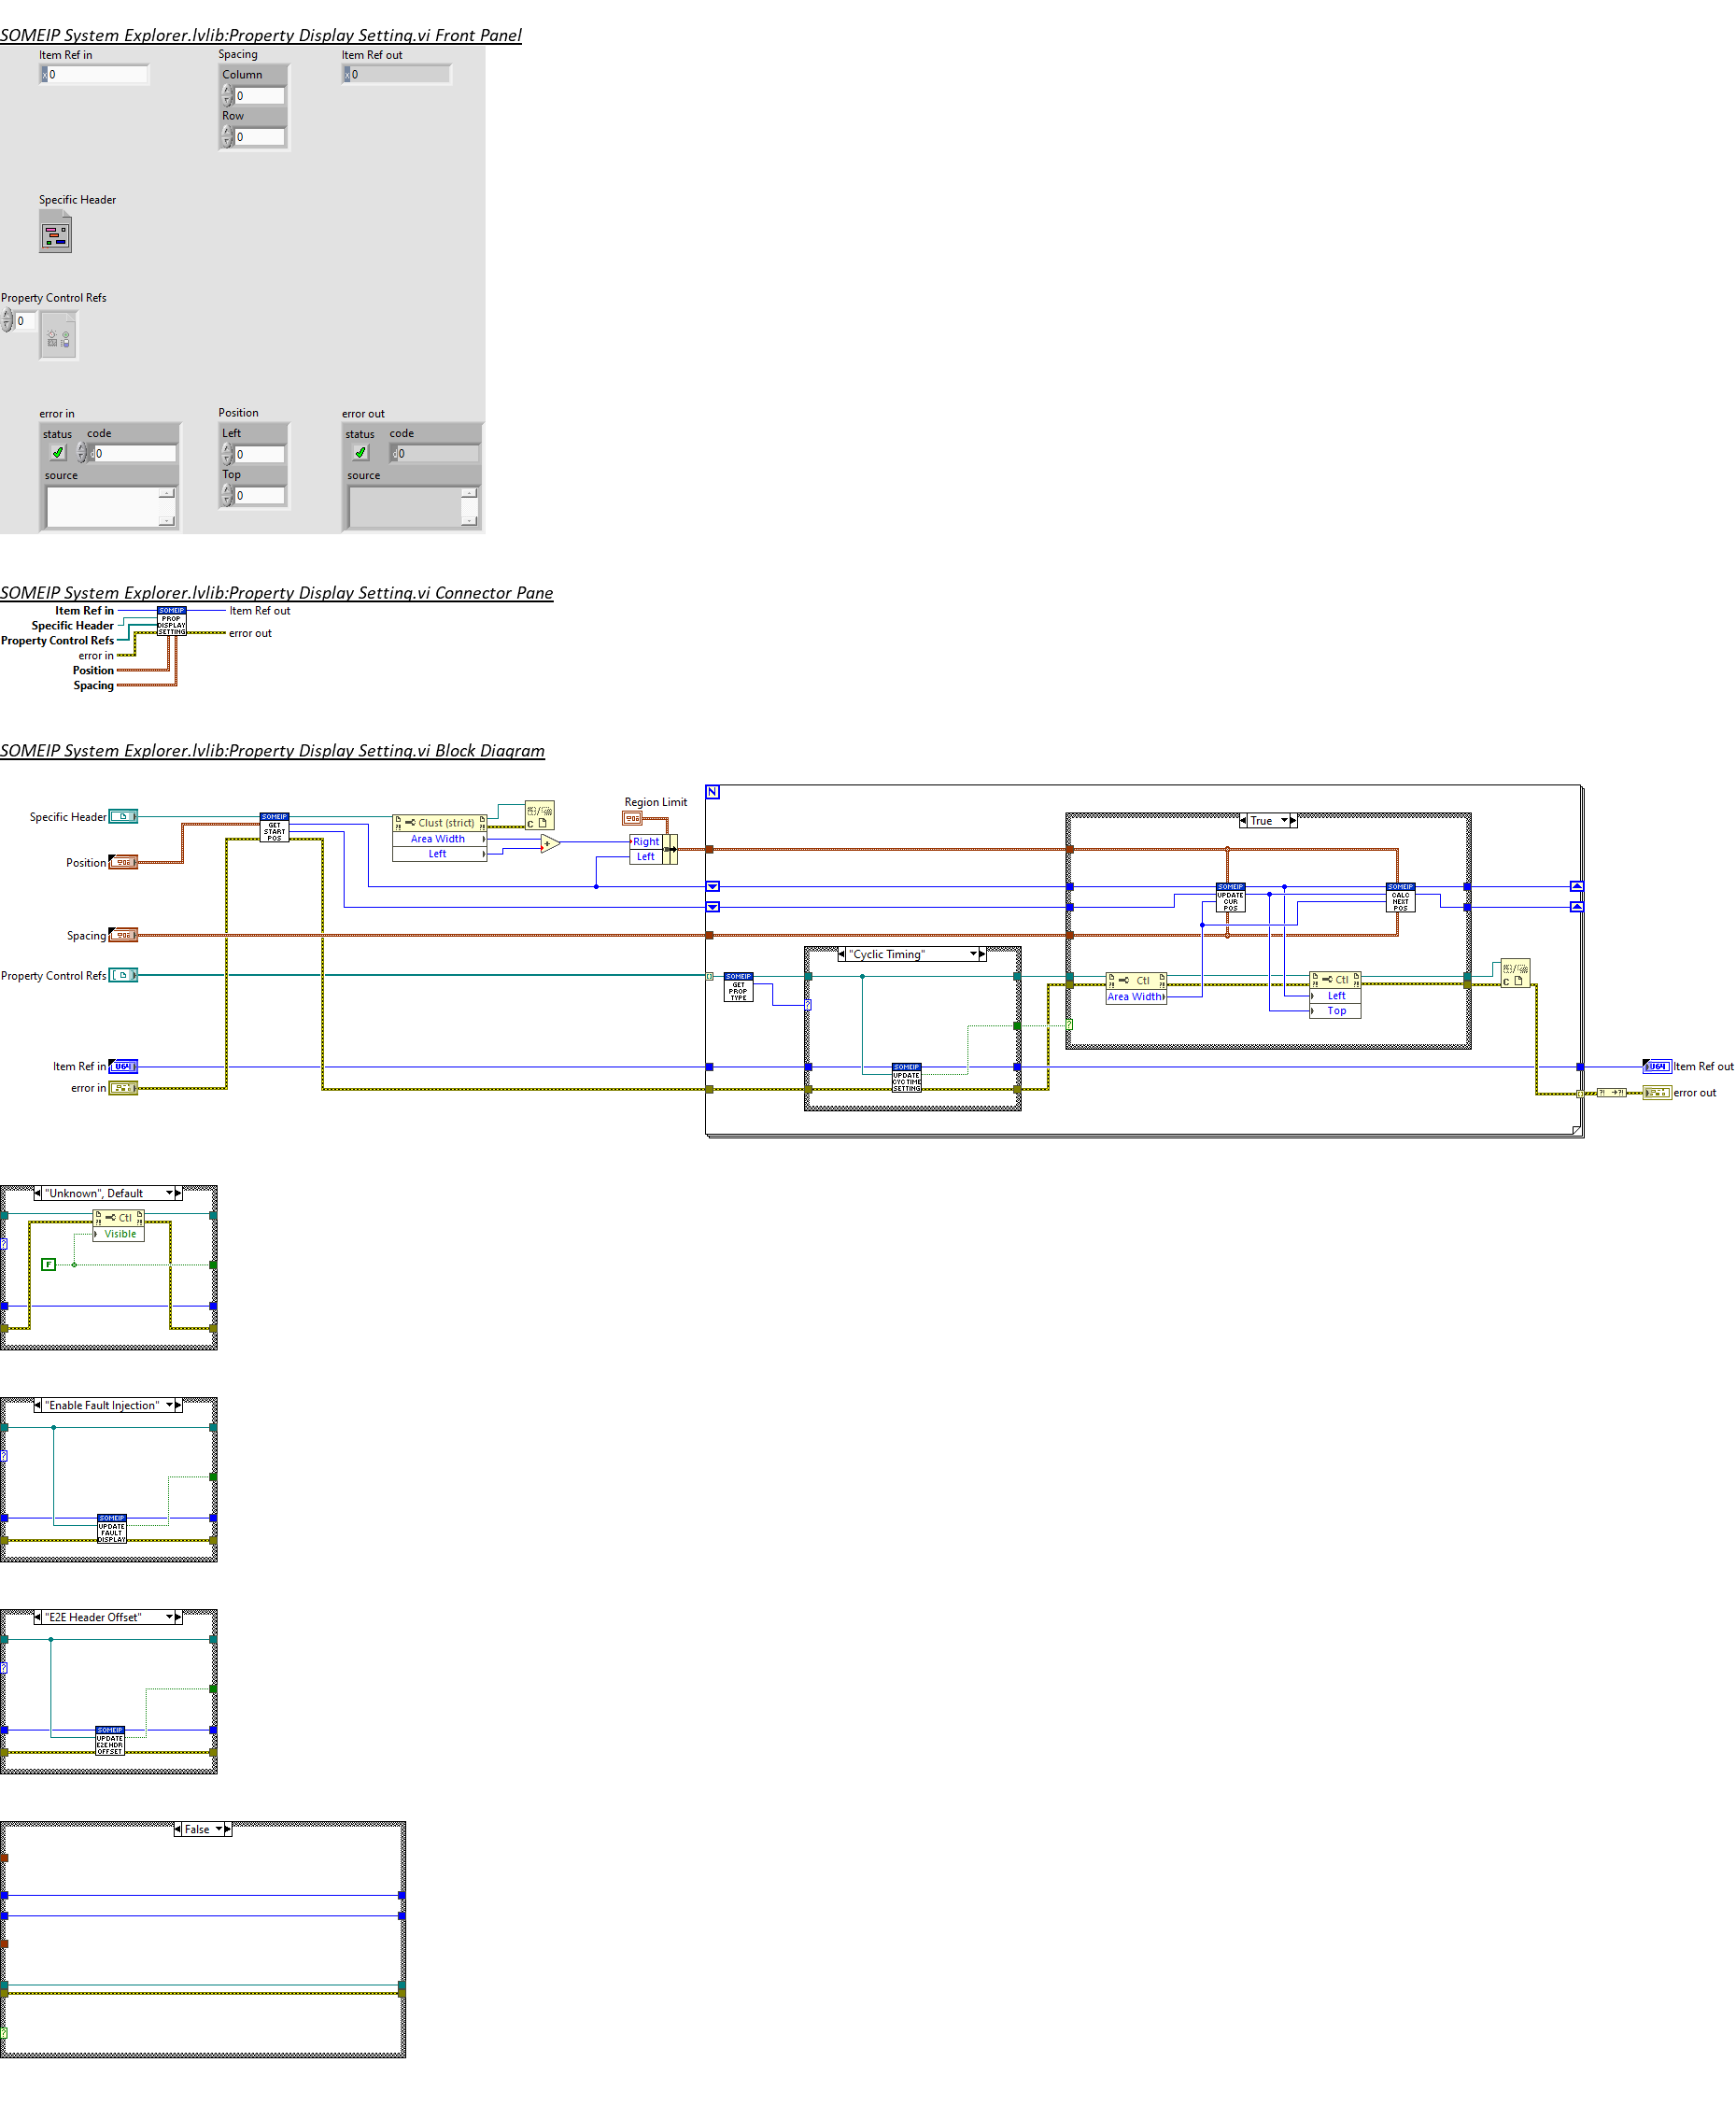 SOMEIP System Explorer.lvlib:Property Display Setting.vi Front Panel
Item Ref in
0
Spacing
Column
0
Row
0
Item Ref out
0
Specific Header
Property Control Refs
0
error in
status code
0
source
Position
Left
0
Top
0
error out
status code
0
source
SOMEIP System Explorer.lvlib:Property Display Setting.vi Connector Pane
Item Ref in
Specific Header
Property Control Refs
error in
Position
Spacing
SOMEIP
PROP
DISPLAY
SETTING
Item Ref out
error out
SOMEIP System Explorer.lvlib:Property Display Setting.vi Block Diagram
Specific Header
Position
Spacing
Property Control Refs
Item Ref in
U64
error in
SOMEIP
GET
START
POS
Clust (strict)
Area Width
Left
C
Region Limit
Right
Left
N
SOMEIP
GET
PROP
TYPE
"Cyclic Timing"
SOMEIP
UPDATE
CYCTIME
SETTING
True
SOMEIP
UPDATE
CUR
POS
SOMEIP
CALC
NEXT
POS
Ctl
Area Width
Ctl
Left
Top
C
U64
Item Ref out
error out
"Unknown", Default
Ctl
Visible
F
"Enable Fault Injection"
SOMEIP
UPDATE
FAULT
DISPLAY
"E2E Header Offset"
SOMEIP
UPDATE
E2EHDR
OFFSET
False